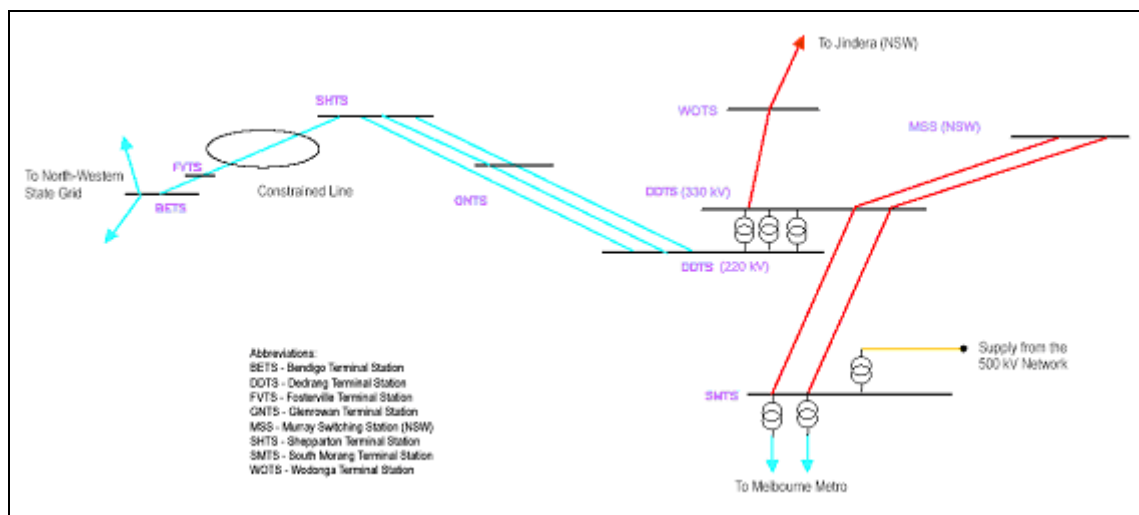 To Jindera (NSW)
SHTS
WOTS
MSS (NSW)
FVTS
To North-Western
State Grid
Constrained Line
BETS
GNTS
DDTS (330 kV)
DDTS (220 kV)
Abbreviations:
BETS - Bendigo Terminal Station
DDTS - Dedrang Terminal Station
FVTS - Fosterville Terminal Station
GNTS - Glenrowan Terminal Station
MSS - Murray Switching Station (NSW)
SHTS - Shepparton Terminal Station
SMTS - South Morang Terminal Station
WOTS - Wodonga Terminal Station
Supply from the
500 kV Network
SMTS
To Melbourne Metro